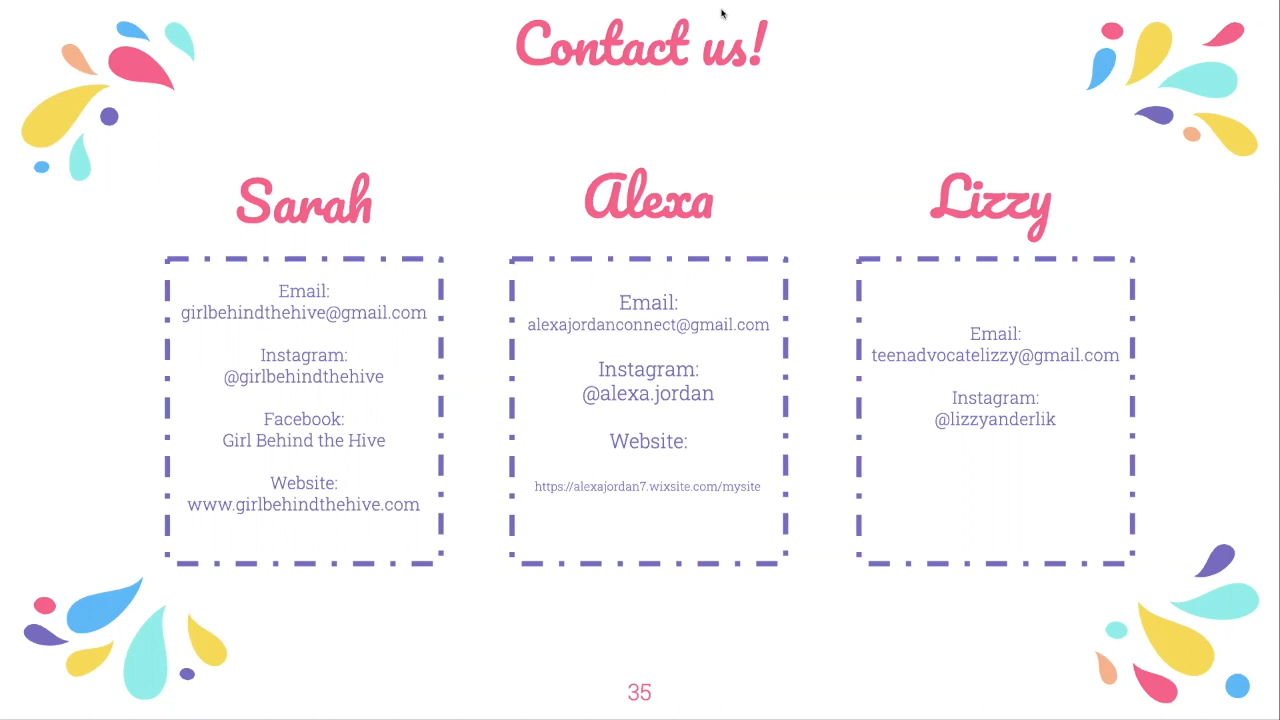 Contact us!
Sarah
Email:
girlbehindthehive@gmail.com
Instagram:
@girlbehindthehive
Facebook:
Girl Behind the Hive
Website:
www.girlbehindthehive.com
Alexa
Email:
alexajordanconnect@gmail.com
Instagram:
@alexa.jordan
Website:
https://alexajordan7.wixsite.com/mysite
Lizzy
Email:
teenadvocatelizzy@gmail.com
Instagram:
@lizzyanderlik
35